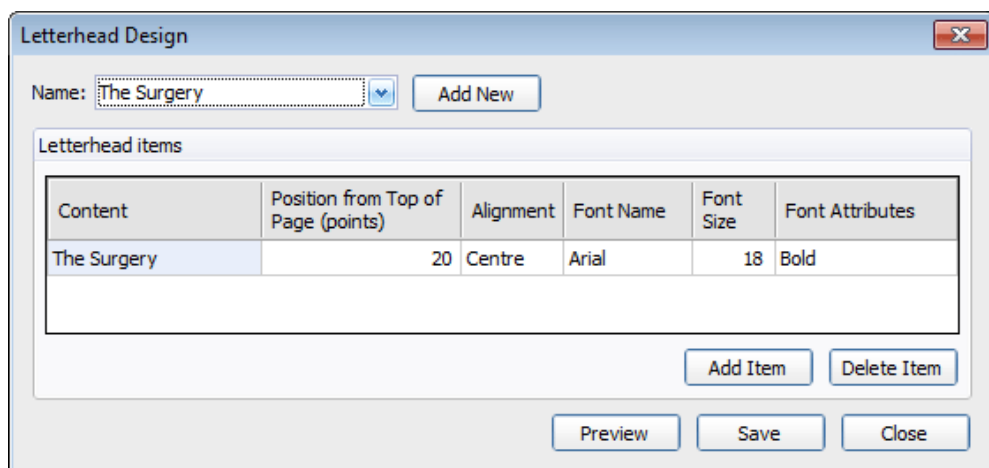 Letterhead Design
Name: The Surgery Add New
Letterhead items
Content Position from Top of Page (points) Alignment Font Name Font Size Font Attributes
The Surgery 20 Centre Arial 18 Bold
Add Item Delete Item
Preview Save Close